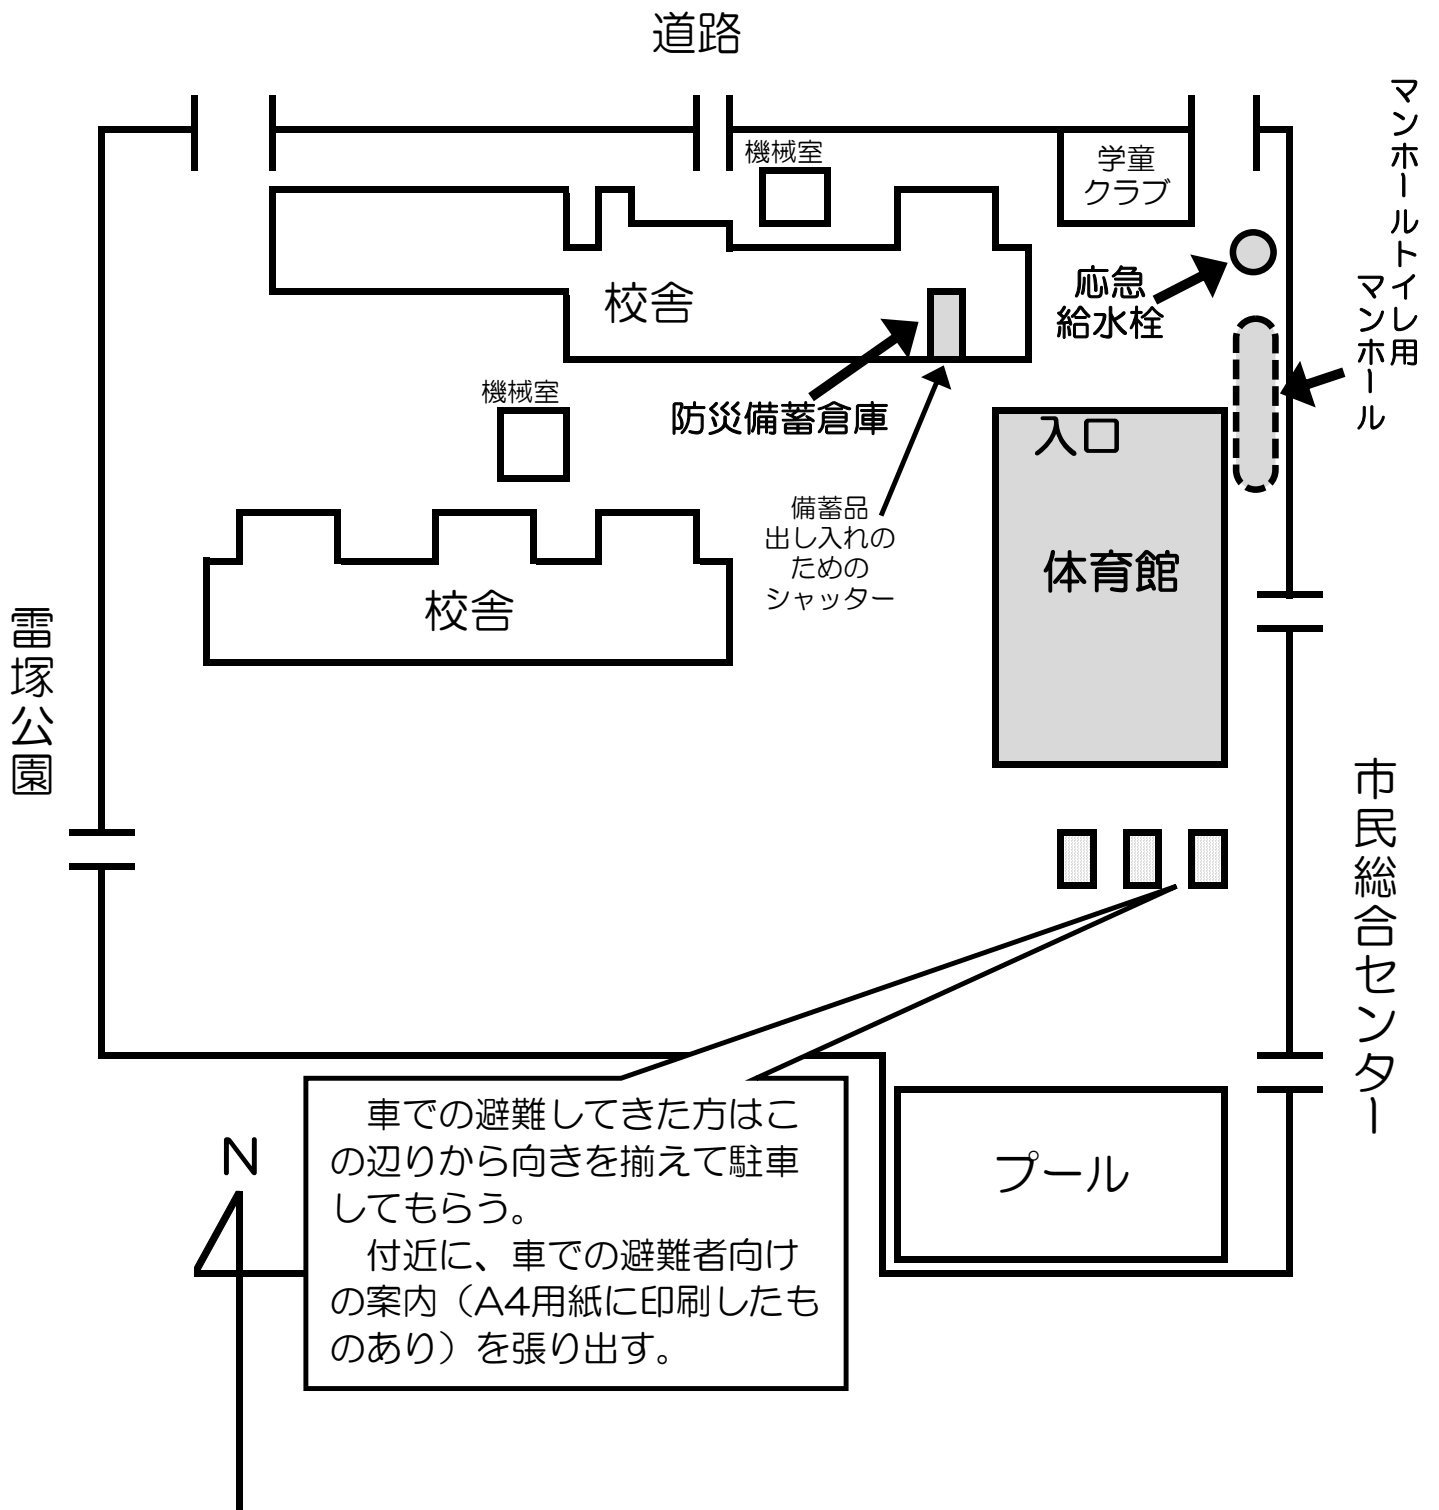 道路
機械室
学童
クラブ
マンホールトイレ用
マンホール
応急
給水栓
校舎
防災備蓄倉庫
機械室
入口
備蓄品
出し入れの
ための
シャッター
体育館
校舎
雷塚公園
市民総合センター
車での避難してきた方はこ
の辺りから向きを揃えて駐車
してもらう。
付近に、車での避難者向け
の案内（A4用紙に印刷したも
のあり）を張り出す。
N
プール